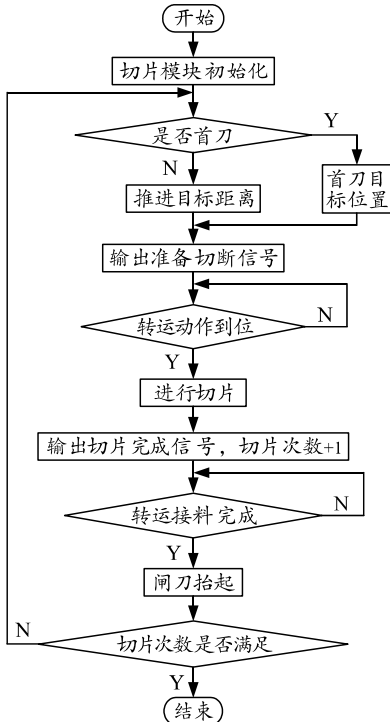 开始
切片模块初始化
是否首刀
Y
N
首刀目
标位置
推进目标距离
输出准备切断信号
转运动作到位
N
Y
进行切片
输出切片完成信号，切片次数+1
转运接料完成
N
Y
闸刀抬起
N
切片次数是否满足
Y
结束